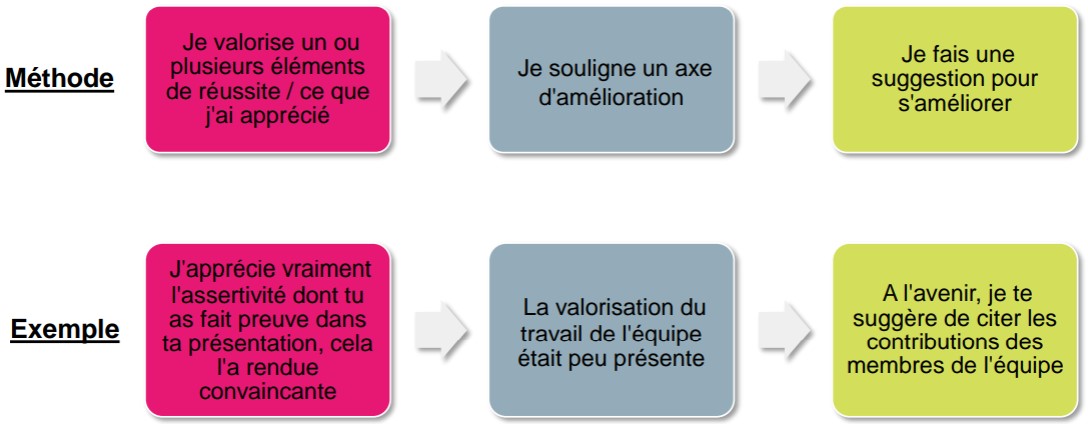 Méthode
Je valorise un ou
plusieurs éléments
de réussite / ce que
j'ai apprécié
Je souligne un axe
d'amélioration
Je fais une
suggestion pour
s'améliorer
Exemple
J'apprécie vraiment
l'assertivité dont tu
as fait preuve dans
ta présentation, cela
l'a rendue
convaincante
La valorisation du
travail de l'équipe
était peu présente
A l'avenir, je te
suggère de citer les
contributions des
membres de l'équipe